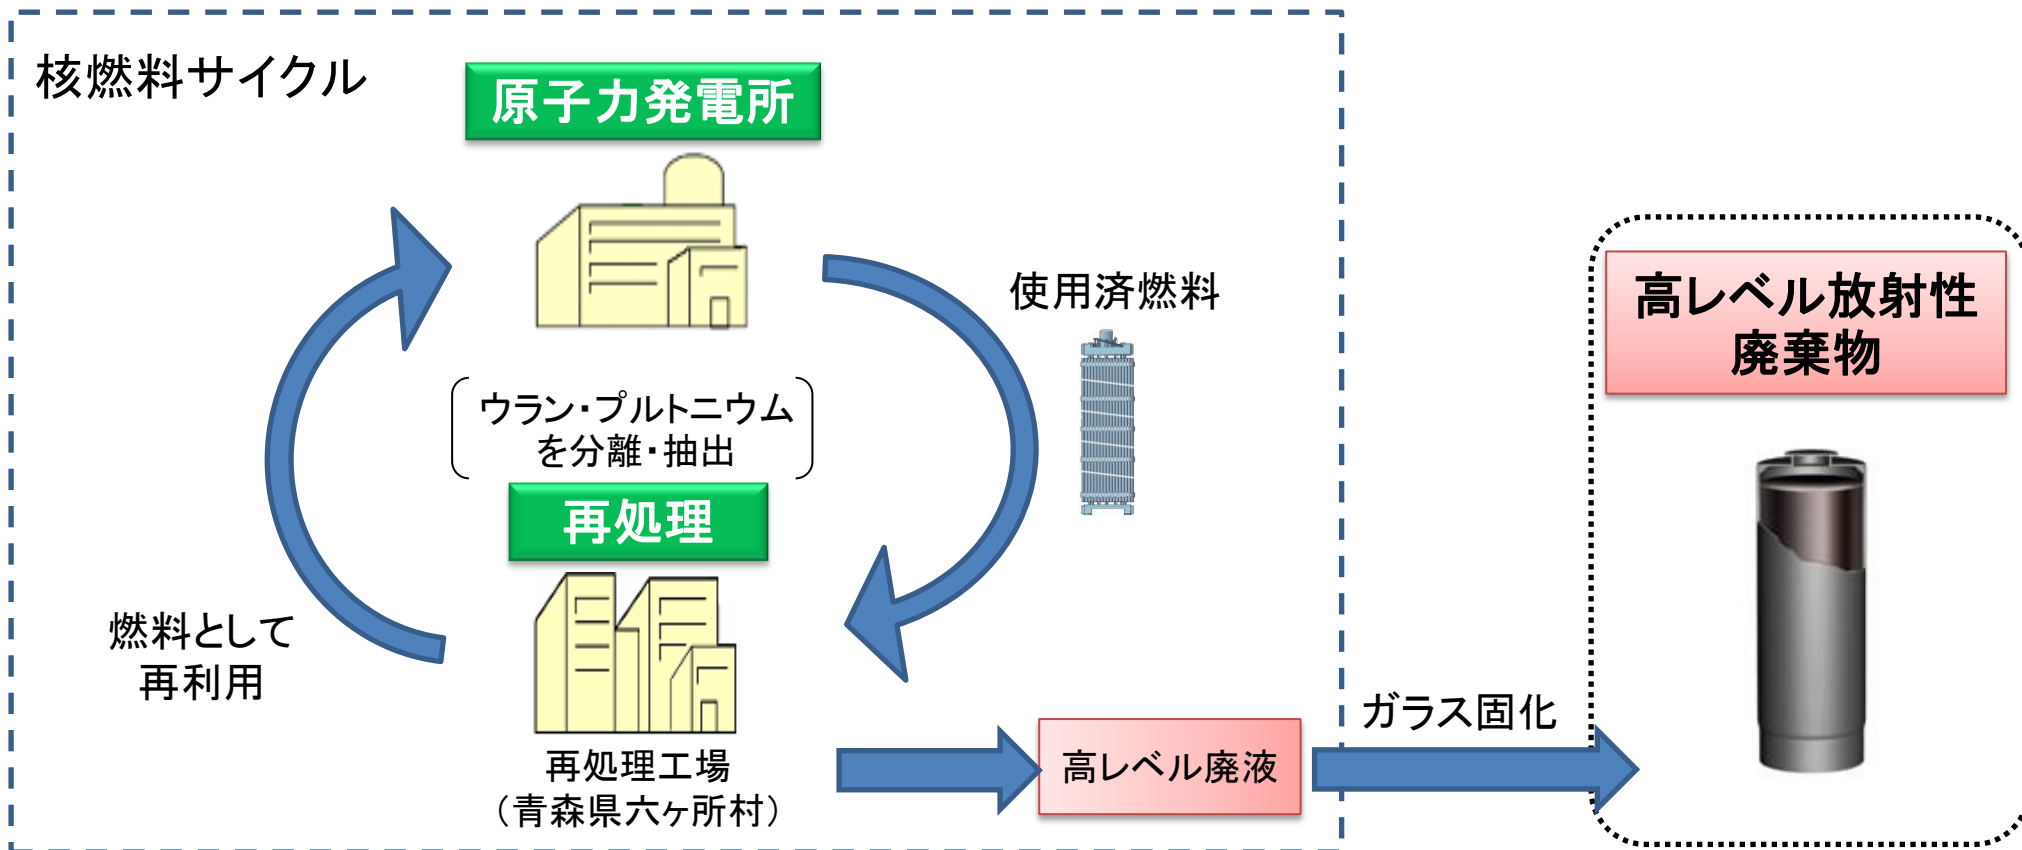 核燃料サイクル
原子力発電所
使用済燃料
ウラン・プルトニウム
を分離・抽出
再処理
燃料として
再利用
再処理工場
（青森県六ヶ所村）
高レベル廃液
ガラス固化
高レベル放射性
廃棄物